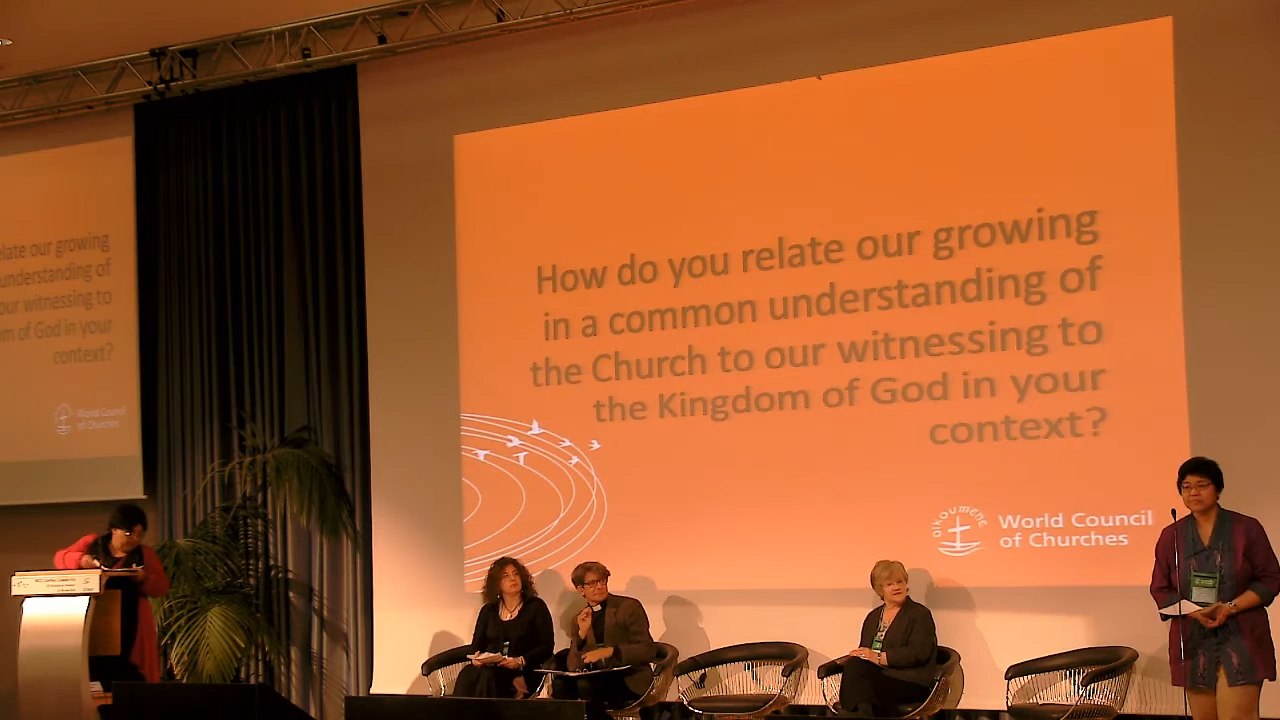 How do you relate our growing
in a common understanding of
the Church to our witnessing to
the Kingdom of God in your
context?
oikoumene
World Council
of Churches
elate our growing
understanding of
our witnessing to
om of God in your
context?
World Council
of Churches